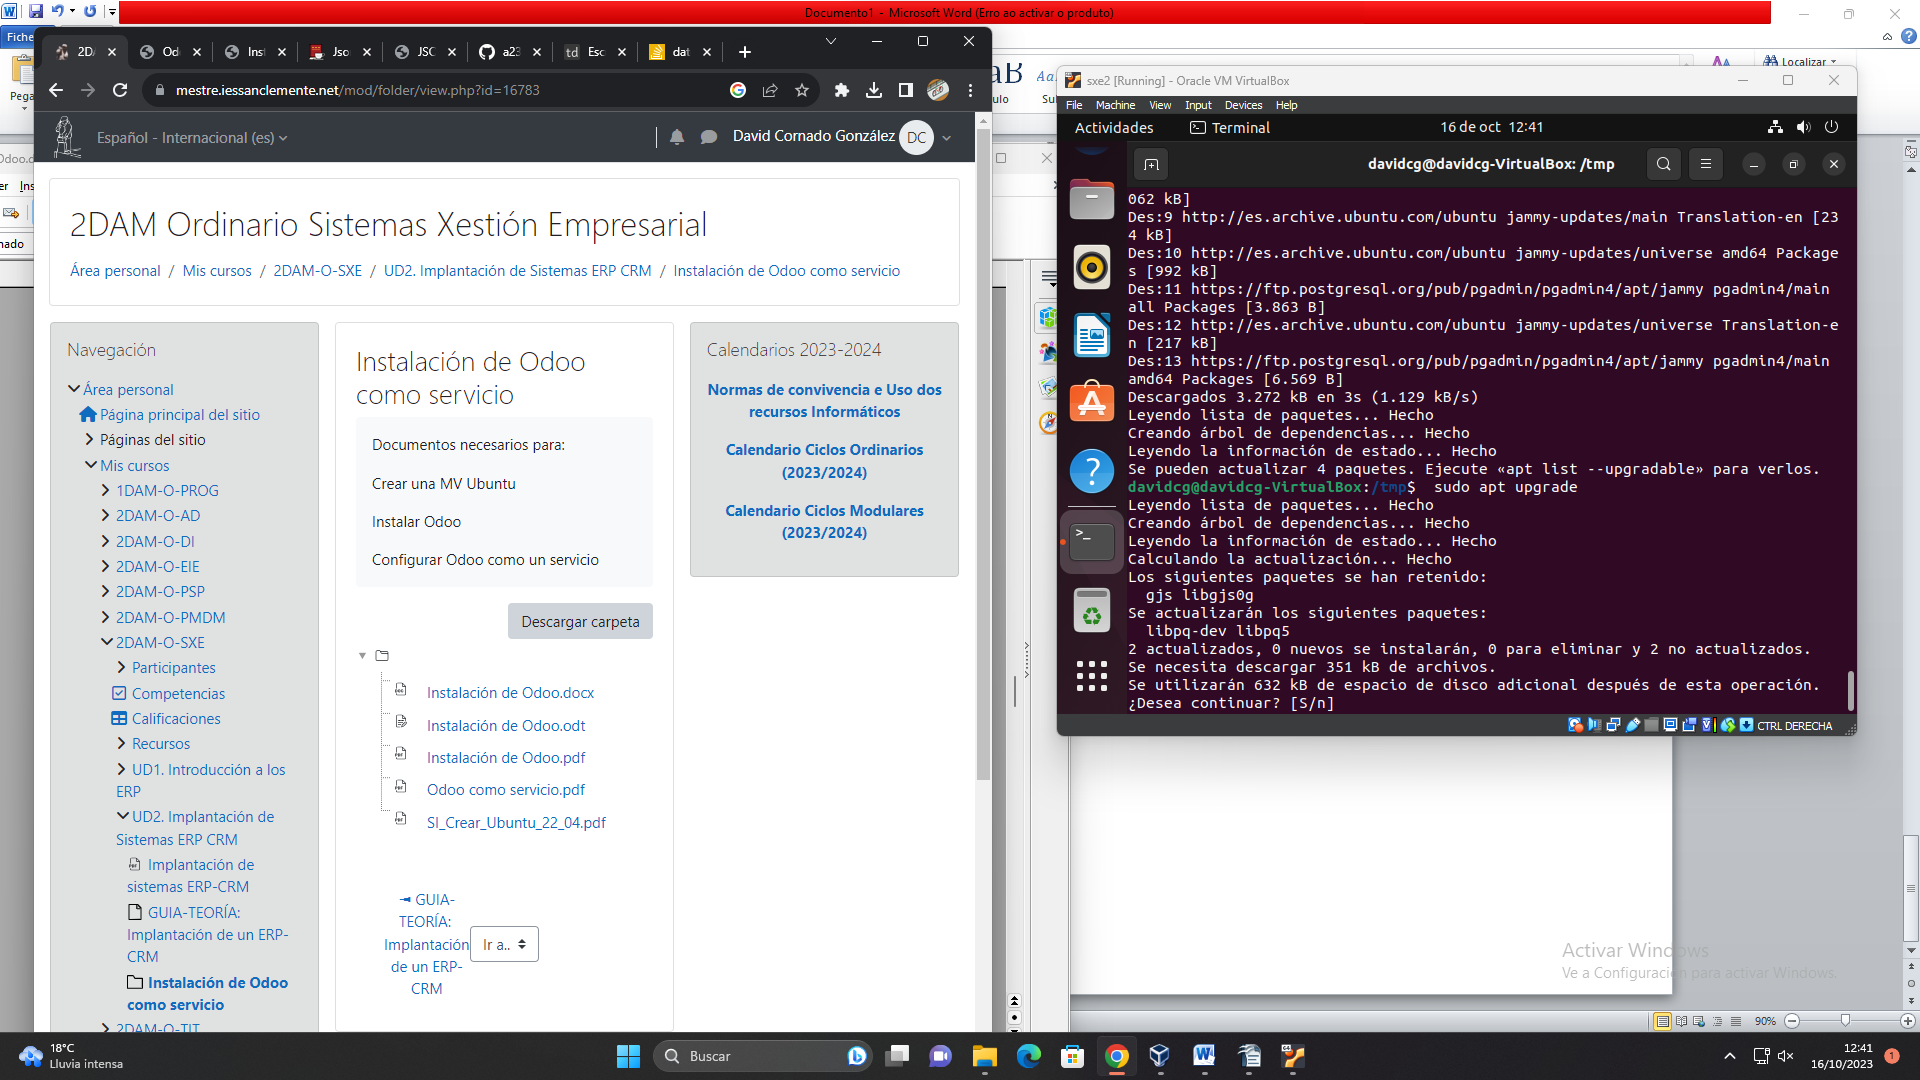 Documento1 - Microsoft Word (Erro ao activar o produto)
Fiche
Pega
Localizar
2D
Od
Ins
Jso
JSC
a23
Esc
dat
mestre.iessanclemente.net/mod/folder/view.php?id=16783
Español - Internacional (es)
David Cornado González
DC
2DAM Ordinario Sistemas Xestión Empresarial
Área personal / Mis cursos / 2DAM-O-SXE / UD2. Implantación de Sistemas ERP CRM / Instalación de Odoo como servicio
Navegación
Área personal
Página principal del sitio
Páginas del sitio
Mis cursos
1DAM-O-PROG
2DAM-O-AD
2DAM-O-DI
2DAM-O-EIE
2DAM-O-PSP
2DAM-O-PMDM
2DAM-O-SXE
Participantes
Competencias
Calificaciones
Recursos
UD1. Introducción a los
ERP
UD2. Implantación de
Sistemas ERP CRM
Implantación de
sistemas ERP-CRM
GUIA-TEORÍA:
Implantación de un ERP-
CRM
Instalación de Odoo
como servicio
2DAM-O-TIT
Instalación de Odoo
como servicio
Documentos necesarios para:
Crear una MV Ubuntu
Instalar Odoo
Configurar Odoo como un servicio
Descargar carpeta
Instalación de Odoo.docx
Instalación de Odoo.odt
Instalación de Odoo.pdf
Odoo como servicio.pdf
SI_Crear_Ubuntu_22_04.pdf
◄ GUIA-
TEORÍA:
Implantación
de un ERP-
CRM
Ir a..
Calendarios 2023-2024
Normas de convivencia e Uso dos
recursos Informáticos
Calendario Ciclos Ordinarios
(2023/2024)
Calendario Ciclos Modulares
(2023/2024)
sxe2 [Running] - Oracle VM VirtualBox
File Machine View Input Devices Help
Actividades Terminal 16 de oct 12:41
davidcg@davidcg-VirtualBox: /tmp
062 kB]
Des:9 http://es.archive.ubuntu.com/ubuntu jammy-updates/main Translation-en [23
4 kB]
Des:10 http://es.archive.ubuntu.com/ubuntu jammy-updates/universe amd64 Package
s [992 kB]
Des:11 https://ftp.postgresql.org/pub/pgadmin/pgadmin4/apt/jammy pgadmin4/main
all Packages [3.863 B]
Des:12 http://es.archive.ubuntu.com/ubuntu jammy-updates/universe Translation-e
n [217 kB]
Des:13 https://ftp.postgresql.org/pub/pgadmin/pgadmin4/apt/jammy pgadmin4/main
amd64 Packages [6.569 B]
Descargados 3.272 kB en 3s (1.129 kB/s)
Leyendo lista de paquetes... Hecho
Creando árbol de dependencias... Hecho
Leyendo la información de estado... Hecho
Se pueden actualizar 4 paquetes. Ejecute «apt list --upgradable» para verlos.
davidcg@davidcg-VirtualBox:/tmp$  sudo apt upgrade
Leyendo lista de paquetes... Hecho
Creando árbol de dependencias... Hecho
Leyendo la información de estado... Hecho
Calculando la actualización... Hecho
Los siguientes paquetes se han retenido:
gjs libgjs0g
Se actualizarán los siguientes paquetes:
libpq-dev libpq5
2 actualizados, 0 nuevos se instalarán, 0 para eliminar y 2 no actualizados.
Se necesita descargar 351 kB de archivos.
Se utilizarán 632 kB de espacio de disco adicional después de esta operación.
¿Desea continuar? [S/n]
CTRL DERECHA
Activar Windows
Ve a Configuración para activar Windows.
90%
18°C
Lluvia intensa
Buscar
12:41
16/10/2023
1